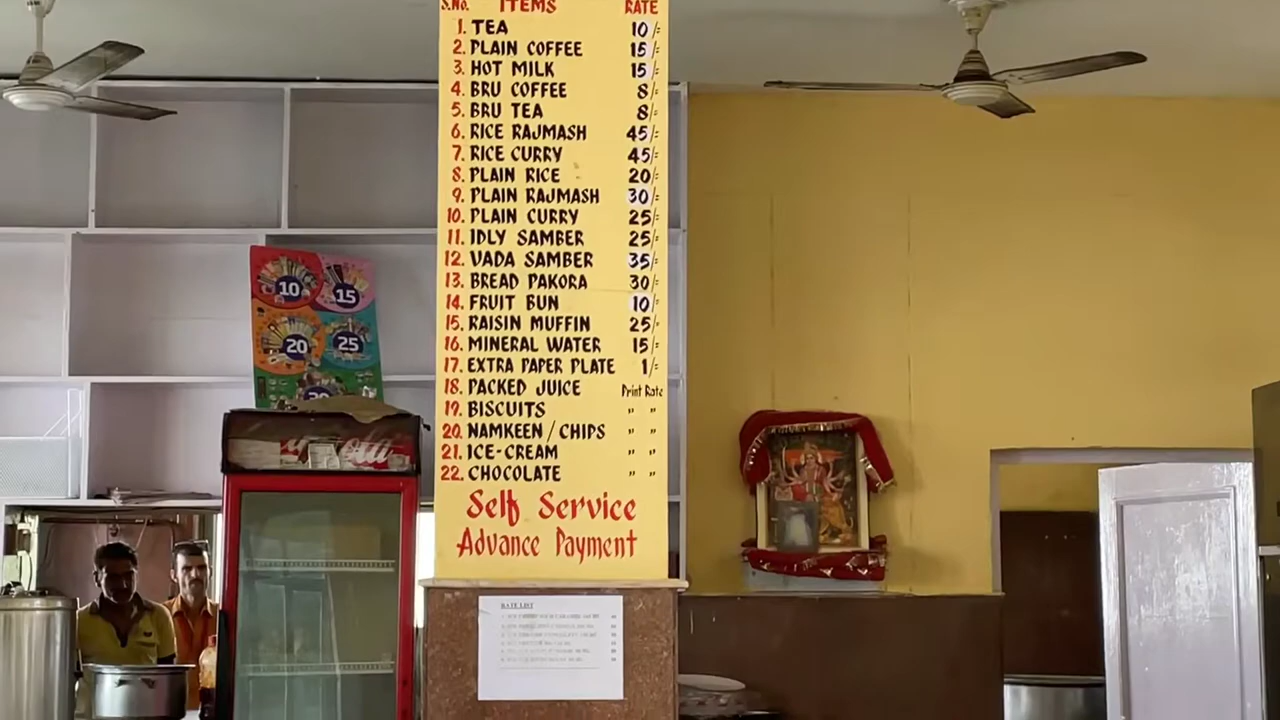 S.No. ITEMS RATE
1. TEA 10/=
2. PLAIN COFFEE 15/=
3. HOT MILK 15/=
4. BRU COFFEE 8/=
5. BRU TEA 8/=
6. RICE RAJMASH 45/=
7. RICE CURRY 45/=
8. PLAIN RICE 20/=
9. PLAIN RAJMASH 30/=
10. PLAIN CURRY 25/=
11. IDLY SAMBER 25/=
12. VADA SAMBER 35/=
13. BREAD PAKORA 30/=
14. FRUIT BUN 10/=
15. RAISIN MUFFIN 25/=
16. MINERAL WATER 15/=
17. EXTRA PAPER PLATE 1/=
18. PACKED JUICE Print Rate
19. BISCUITS " "
20. NAMKEEN / CHIPS " "
21. ICE-CREAM " "
22. CHOCOLATE " "
Self Service
Advance Payment
10 15
20 25
RATE LIST